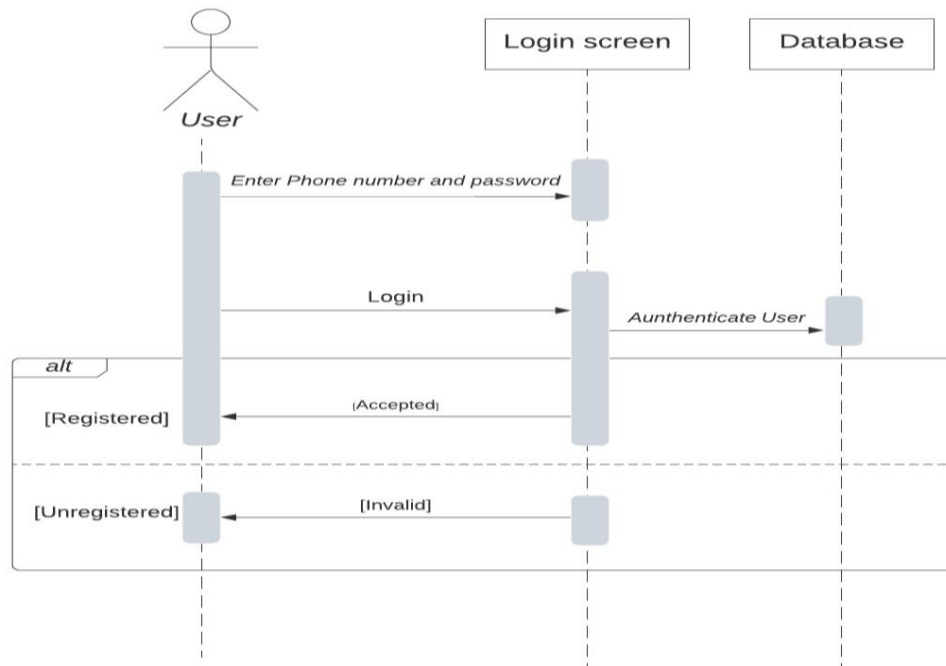 Login screen
Database
User
Enter Phone number and password
Login
Aunthenticate User
alt
[Accepted]
[Registered]
[Invalid]
[Unregistered]